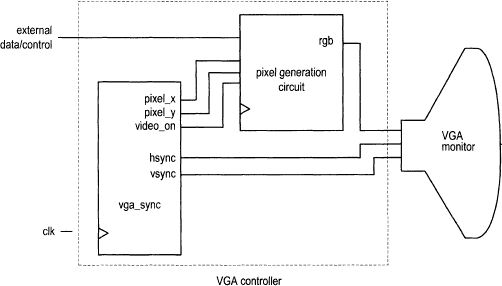 external
data/control
rgb
pixel generation
circuit
pixel_x
pixel_y
video_on
hsync
vsync
vga_sync
clk
VGA
monitor
VGA controller